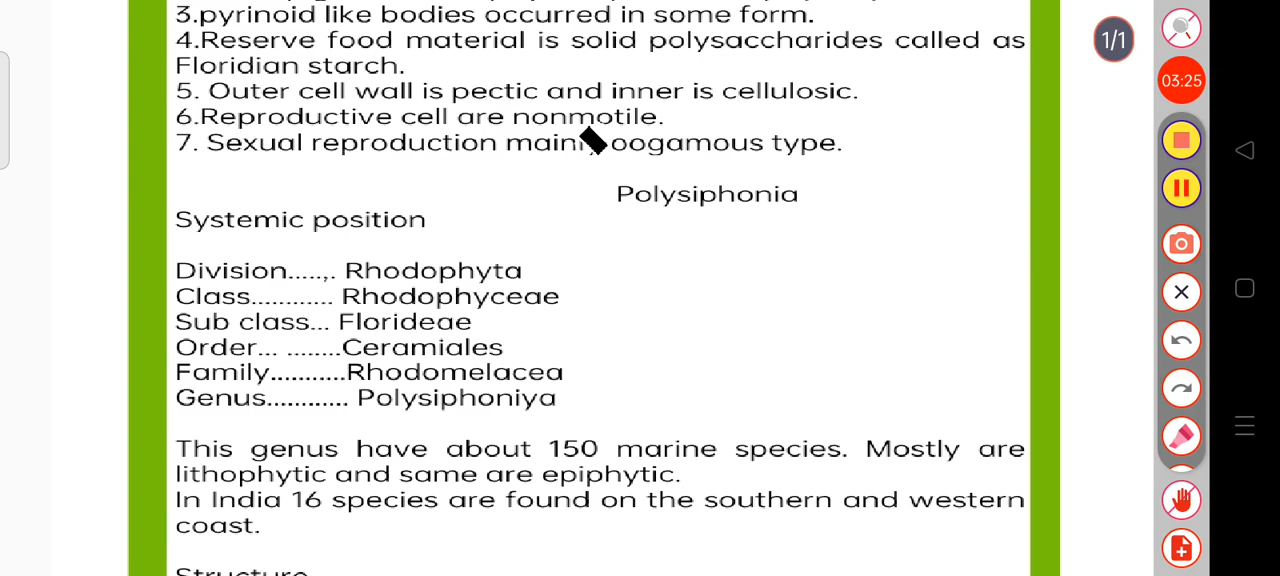 3.pyrinoid like bodies occurred in some form.
4.Reserve food material is solid polysaccharides called as
Floridian starch.
5. Outer cell wall is pectic and inner is cellulosic.
6.Reproductive cell are nonmotile.
7. Sexual reproduction mainly oogamous type.
Polysiphonia
Systemic position
Division.....,. Rhodophyta
Class............ Rhodophyceae
Sub class... Florideae
Order... ........Ceramiales
Family...........Rhodomelacea
Genus............ Polysiphoniya
This genus have about 150 marine species. Mostly are
lithophytic and same are epiphytic.
In India 16 species are found on the southern and western
coast.
Structure
1/1
03:25